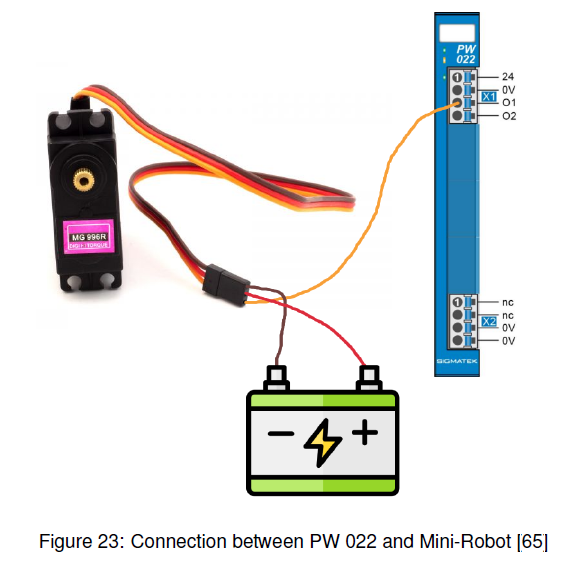 PW
022
1
24
0V
X1
O1
O2
MG 996R
DIGI TORQUE
1
nc
nc
X2
0V
0V
SIGMATEK
- +
Figure 23: Connection between PW 022 and Mini-Robot [65]